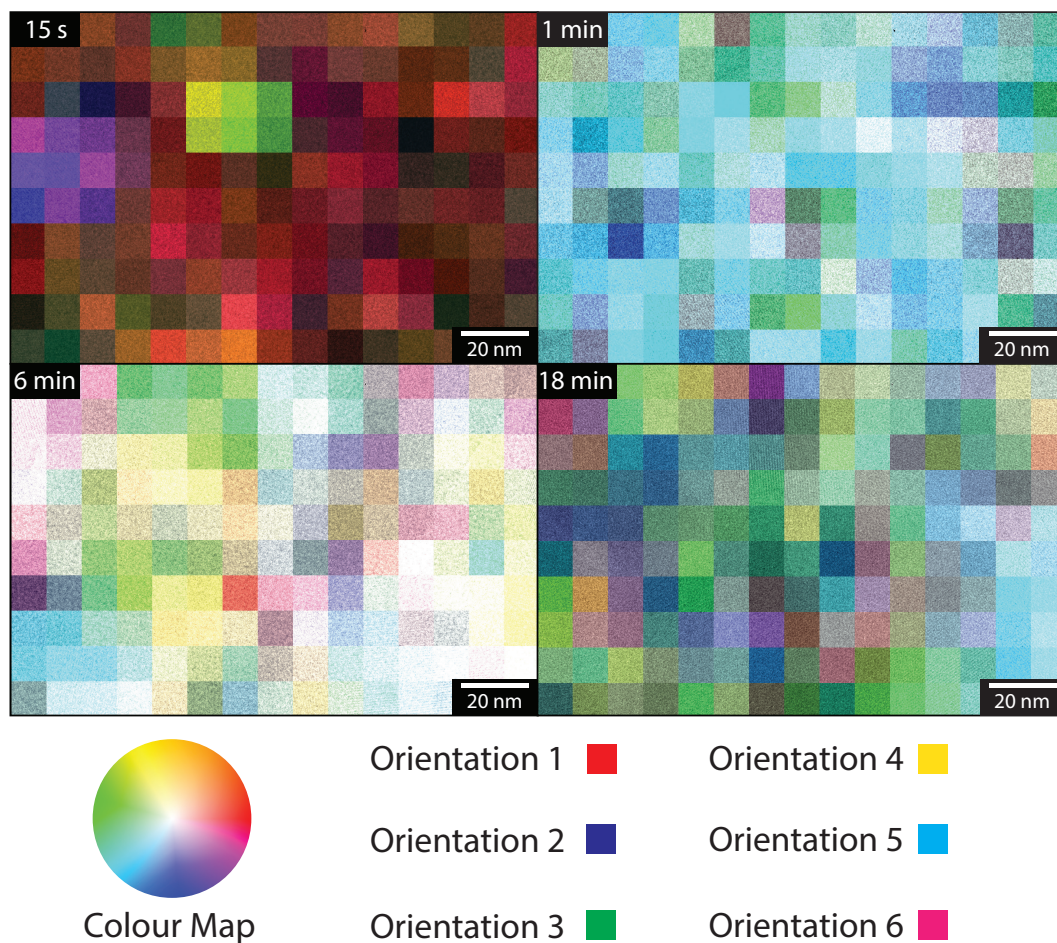 15 s
1 min
20 nm
20 nm
6 min
18 min
20 nm
20 nm
Orientation 1
Orientation 4
Orientation 2
Orientation 5
Colour Map
Orientation 3
Orientation 6